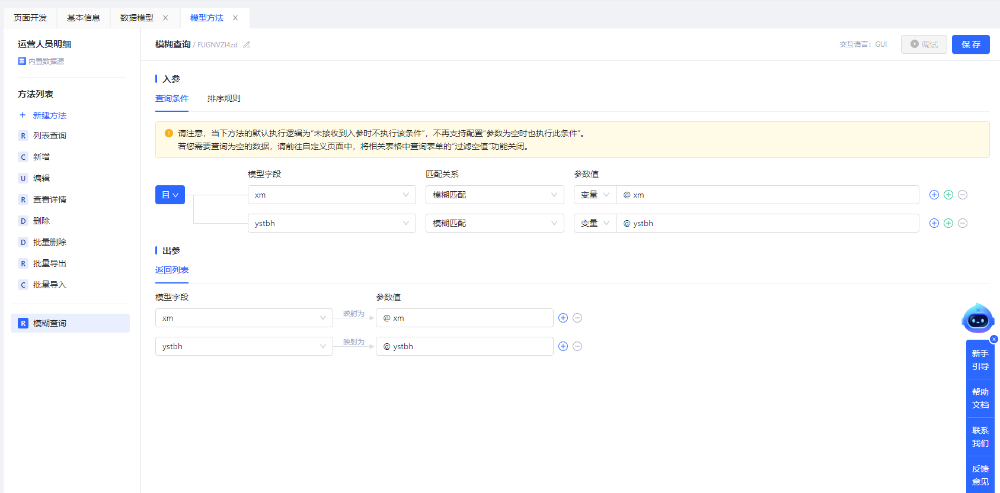 页面开发
基本信息
数据模型
模型方法
运营人员明细
内置数据源
方法列表
+ 新建方法
R 列表查询
C 新增
U 编辑
R 查看详情
D 删除
D 批量删除
R 批量导出
C 批量导入
R 模糊查询
模糊查询 / FUGNVZI4zd
交互语言：GUI
调试
保存
入参
查询条件
排序规则
请注意，当下方法的默认执行逻辑为“未接收到入参时不执行该条件”，不再支持配置“参数为空时也执行此条件”。
若您需要查询为空的数据，请前往自定义页面中，将相关表格中查询表单的“过滤空值”功能关闭。
模型字段 匹配关系 参数值
且
xm 模糊匹配 变量 @ xm
ystbh 模糊匹配 变量 @ ystbh
出参
返回列表
模型字段 参数值
xm 映射为 @ xm
ystbh 映射为 @ ystbh
新手
引导
帮助
文档
联系
我们
反馈
意见